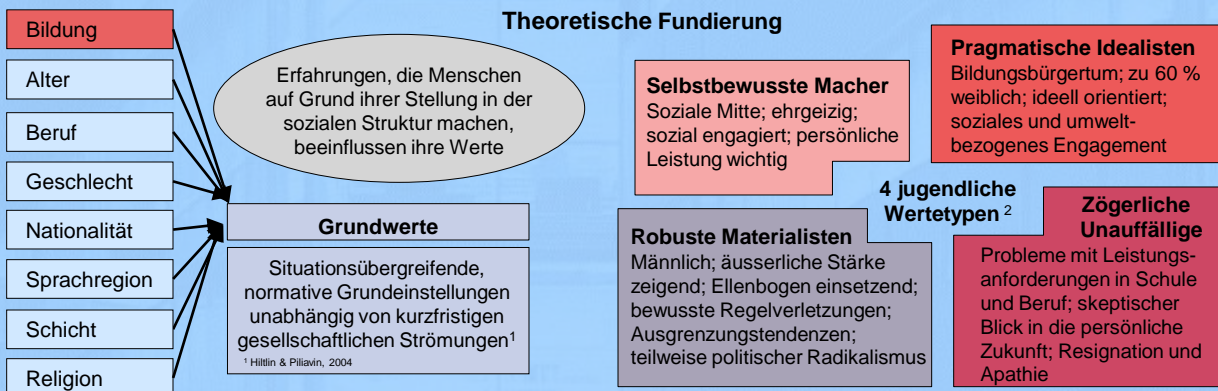 Theoretische Fundierung
Bildung
Alter
Beruf
Geschlecht
Nationalität
Sprachregion
Schicht
Religion
Erfahrungen, die Menschen
auf Grund ihrer Stellung in der
sozialen Struktur machen,
beeinflussen ihre Werte
Grundwerte
Situationsübergreifende,
normative Grundeinstellungen
unabhängig von kurzfristigen
gesellschaftlichen Strömungen¹
¹ Hiltlin & Piliavin, 2004
Selbstbewusste Macher
Soziale Mitte; ehrgeizig;
sozial engagiert; persönliche
Leistung wichtig
Pragmatische Idealisten
Bildungsbürgertum; zu 60 %
weiblich; ideell orientiert;
soziales und umwelt-
bezogenes Engagement
4 jugendliche
Wertetypen ²
Robuste Materialisten
Männlich; äusserliche Stärke
zeigend; Ellenbogen einsetzend;
bewusste Regelverletzungen;
Ausgrenzungstendenzen;
teilweise politischer Radikalismus
Zögerliche
Unauffällige
Probleme mit Leistungs-
anforderungen in Schule
und Beruf; skeptischer
Blick in die persönliche
Zukunft; Resignation und
Apathie